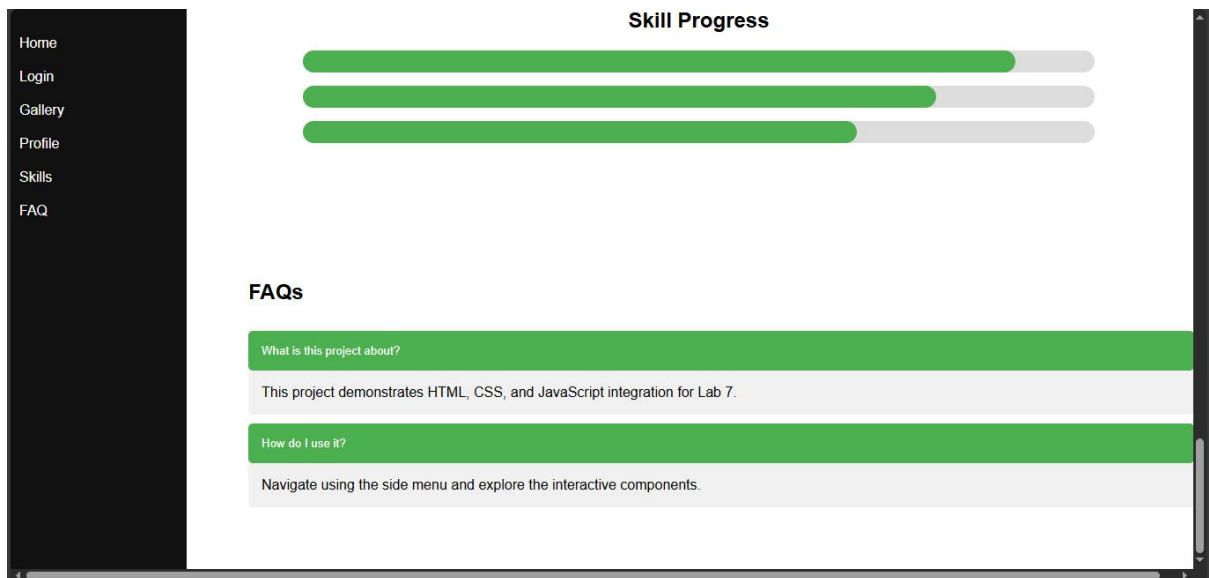 Home
Login
Gallery
Profile
Skills
FAQ
Skill Progress
FAQs
What is this project about?
This project demonstrates HTML, CSS, and JavaScript integration for Lab 7.
How do I use it?
Navigate using the side menu and explore the interactive components.